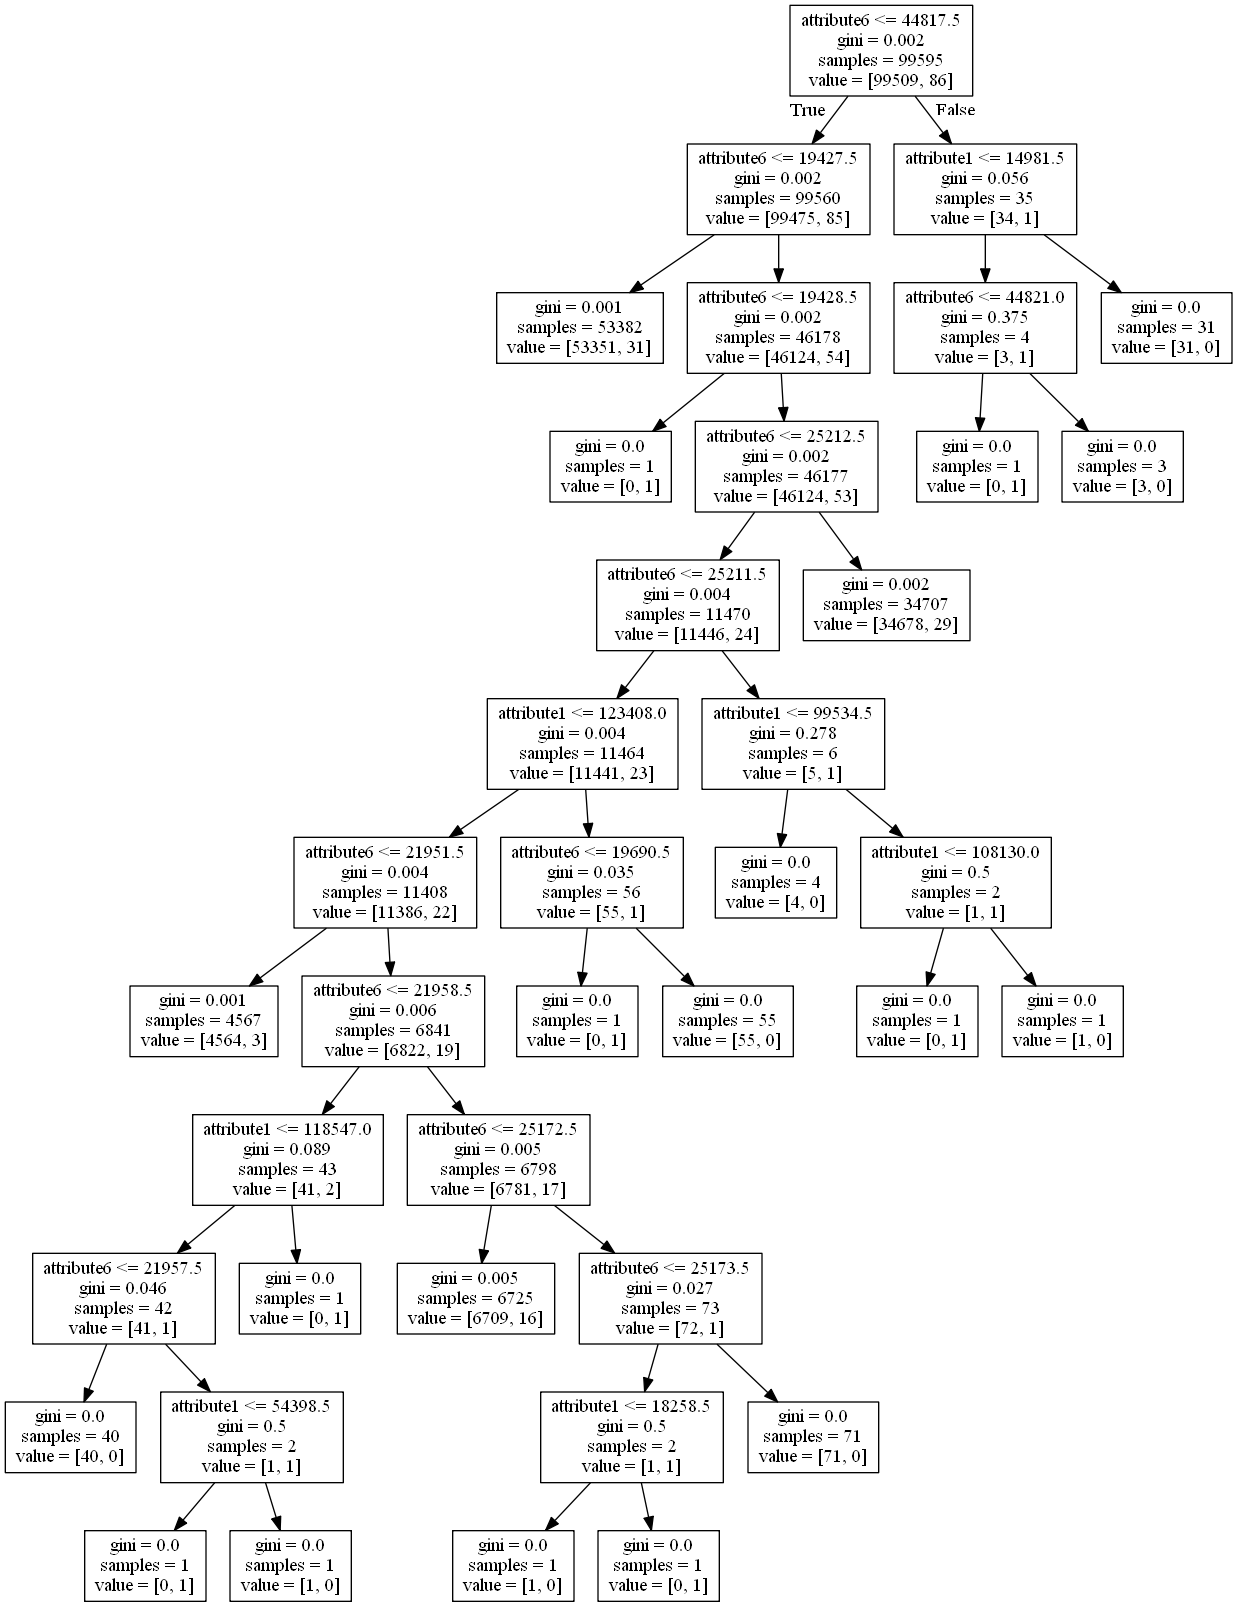 attribute6 <= 44817.5
gini = 0.002
samples = 99595
value = [99509, 86]
True
False
attribute6 <= 19427.5
gini = 0.002
samples = 99560
value = [99475, 85]
attribute1 <= 14981.5
gini = 0.056
samples = 35
value = [34, 1]
gini = 0.001
samples = 53382
value = [53351, 31]
attribute6 <= 19428.5
gini = 0.002
samples = 46178
value = [46124, 54]
attribute6 <= 44821.0
gini = 0.375
samples = 4
value = [3, 1]
gini = 0.0
samples = 31
value = [31, 0]
gini = 0.0
samples = 1
value = [0, 1]
attribute6 <= 25212.5
gini = 0.002
samples = 46177
value = [46124, 53]
gini = 0.0
samples = 1
value = [0, 1]
gini = 0.0
samples = 3
value = [3, 0]
attribute6 <= 25211.5
gini = 0.004
samples = 11470
value = [11446, 24]
gini = 0.002
samples = 34707
value = [34678, 29]
attribute1 <= 123408.0
gini = 0.004
samples = 11464
value = [11441, 23]
attribute1 <= 99534.5
gini = 0.278
samples = 6
value = [5, 1]
attribute6 <= 21951.5
gini = 0.004
samples = 11408
value = [11386, 22]
attribute6 <= 19690.5
gini = 0.035
samples = 56
value = [55, 1]
gini = 0.0
samples = 4
value = [4, 0]
attribute1 <= 108130.0
gini = 0.5
samples = 2
value = [1, 1]
gini = 0.001
samples = 4567
value = [4564, 3]
attribute6 <= 21958.5
gini = 0.006
samples = 6841
value = [6822, 19]
gini = 0.0
samples = 1
value = [0, 1]
gini = 0.0
samples = 55
value = [55, 0]
gini = 0.0
samples = 1
value = [0, 1]
gini = 0.0
samples = 1
value = [1, 0]
attribute1 <= 118547.0
gini = 0.089
samples = 43
value = [41, 2]
attribute6 <= 25172.5
gini = 0.005
samples = 6798
value = [6781, 17]
attribute6 <= 21957.5
gini = 0.046
samples = 42
value = [41, 1]
gini = 0.0
samples = 1
value = [0, 1]
gini = 0.005
samples = 6725
value = [6709, 16]
attribute6 <= 25173.5
gini = 0.027
samples = 73
value = [72, 1]
gini = 0.0
samples = 40
value = [40, 0]
attribute1 <= 54398.5
gini = 0.5
samples = 2
value = [1, 1]
attribute1 <= 18258.5
gini = 0.5
samples = 2
value = [1, 1]
gini = 0.0
samples = 71
value = [71, 0]
gini = 0.0
samples = 1
value = [0, 1]
gini = 0.0
samples = 1
value = [1, 0]
gini = 0.0
samples = 1
value = [1, 0]
gini = 0.0
samples = 1
value = [0, 1]